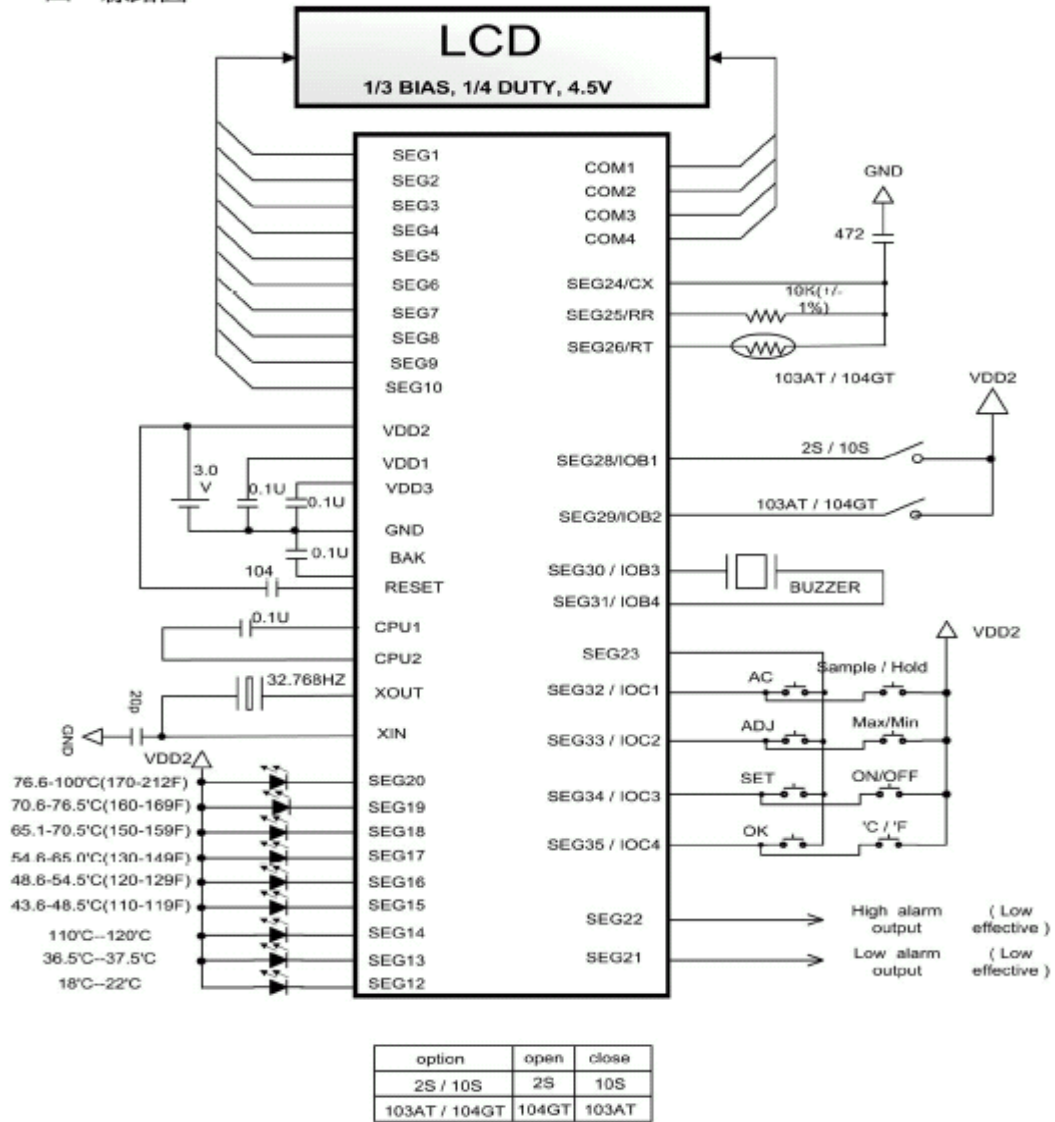 LCD
1/3 BIAS, 1/4 DUTY, 4.5V
SEG1
SEG2
SEG3
SEG4
SEG5
SEG6
SEG7
SEG8
SEG9
SEG10
VDD2
VDD1
VDD3
GND
BAK
RESET
CPU1
CPU2
XOUT
XIN
SEG20
SEG19
SEG18
SEG17
SEG16
SEG15
SEG14
SEG13
SEG12
COM1
COM2
COM3
COM4
SEG24/CX
SEG25/RR
SEG26/RT
SEG28/IOB1
SEG29/IOB2
SEG30 / IOB3
SEG31/ IOB4
SEG23
SEG32 / IOC1
SEG33 / IOC2
SEG34 / IOC3
SEG35 / IOC4
SEG22
SEG21
3.0
V
0.1U
0.1U
0.1U
104
0.1U
32.768HZ
20p
GND
VDD2
76.6-100'C(170-212F)
70.6-76.5'C(160-169F)
65.1-70.5'C(150-159F)
54.6-65.0'C(130-149F)
48.6-54.5'C(120-129F)
43.6-48.5'C(110-119F)
110'C--120'C
36.5'C--37.5'C
18'C--22'C
GND
472
10K(+/-
1%)
103AT / 104GT
VDD2
2S / 10S
103AT / 104GT
BUZZER
VDD2
AC
Sample / Hold
ADJ
Max/Min
SET
ON/OFF
OK
'C / 'F
High alarm
output
( Low
effective )
Low alarm
output
( Low
effective )
option open close
2S / 10S 2S 10S
103AT / 104GT 104GT 103AT